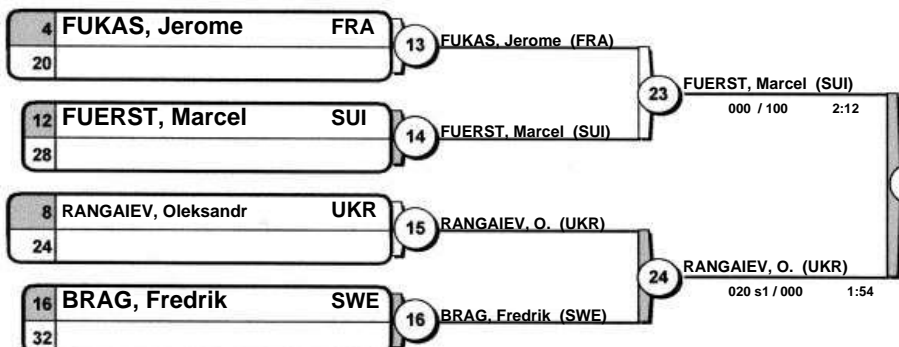 4 FUKAS, Jerome FRA
20
13
FUKAS, Jerome (FRA)
12 FUERST, Marcel SUI
28
14
FUERST, Marcel (SUI)
23
FUERST, Marcel (SUI)
000 / 100 2:12
8 RANGAIEV, Oleksandr UKR
24
15
RANGAIEV, O. (UKR)
16 BRAG, Fredrik SWE
32
16
BRAG, Fredrik (SWE)
24
RANGAIEV, O. (UKR)
020 s1 / 000 1:54